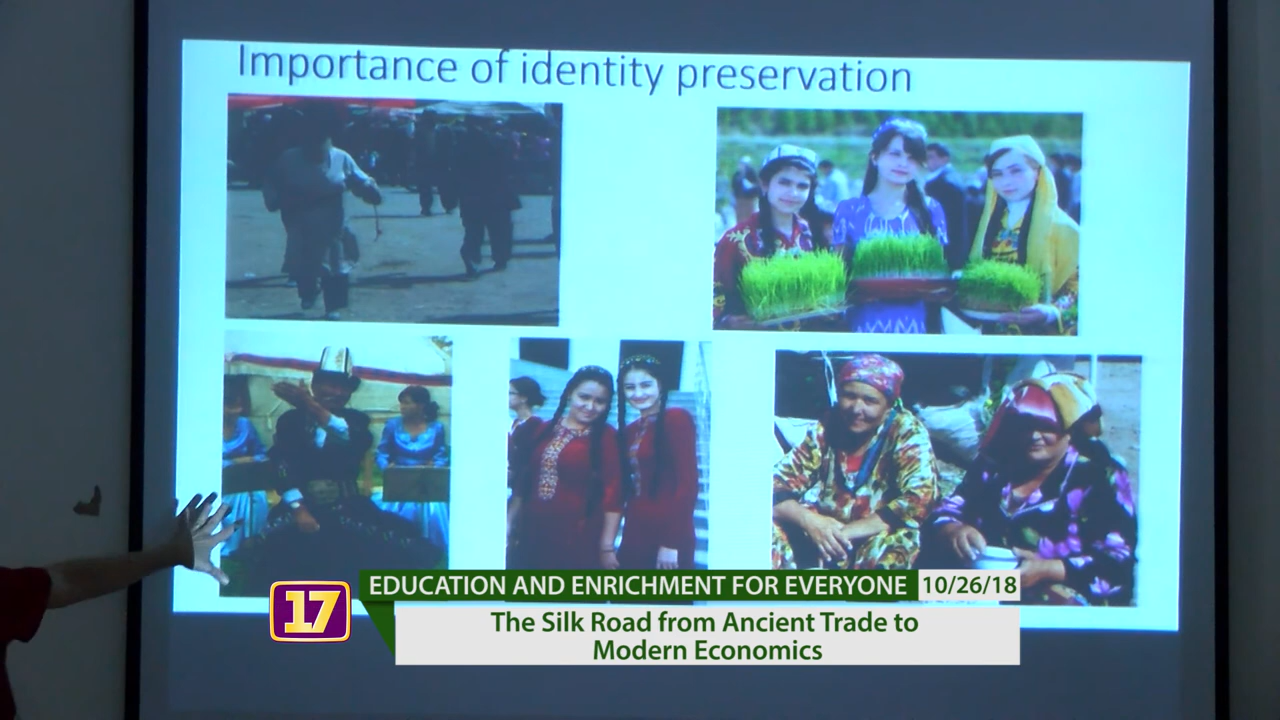 Importance of identity preservation
17
EDUCATION AND ENRICHMENT FOR EVERYONE
10/26/18
The Silk Road from Ancient Trade to
Modern Economics